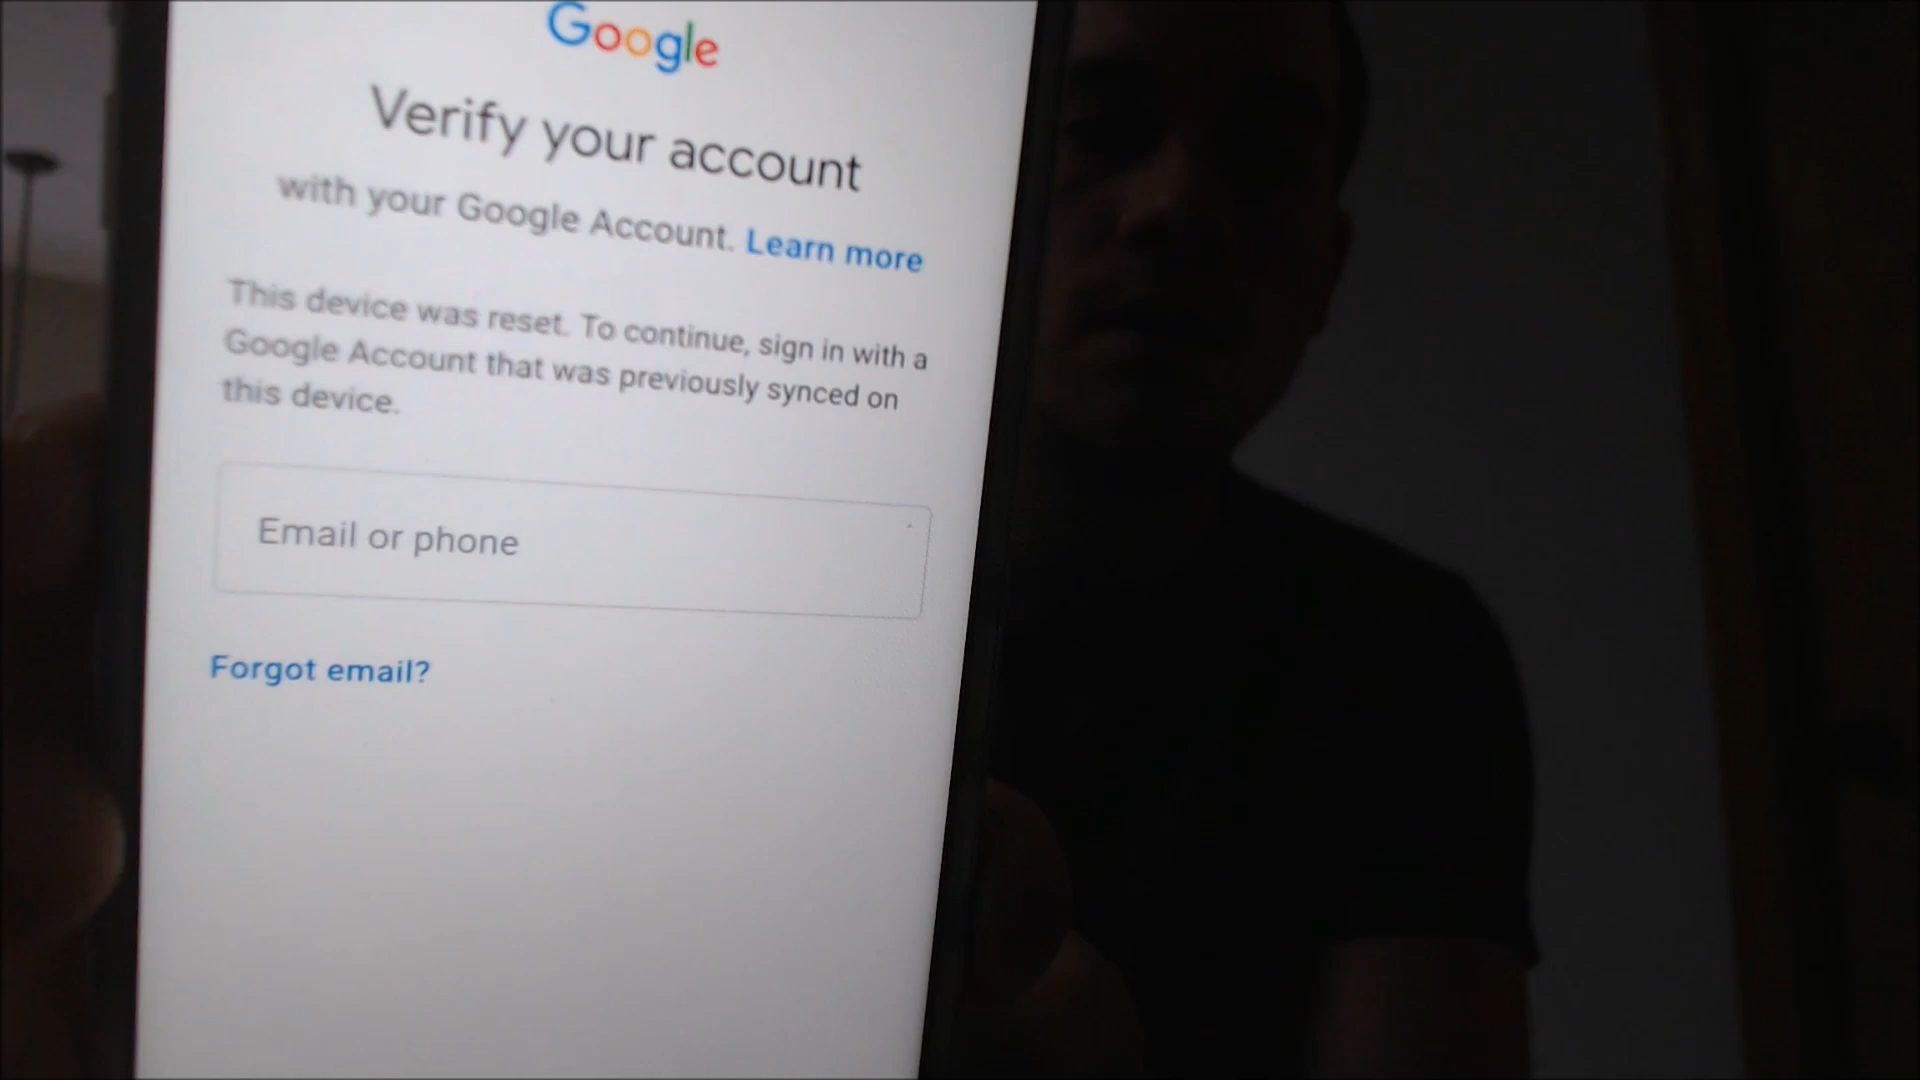 Google
Verify your account
with your Google Account. Learn more
This device was reset. To continue, sign in with a
Google Account that was previously synced on
this device.
Email or phone
Forgot email?